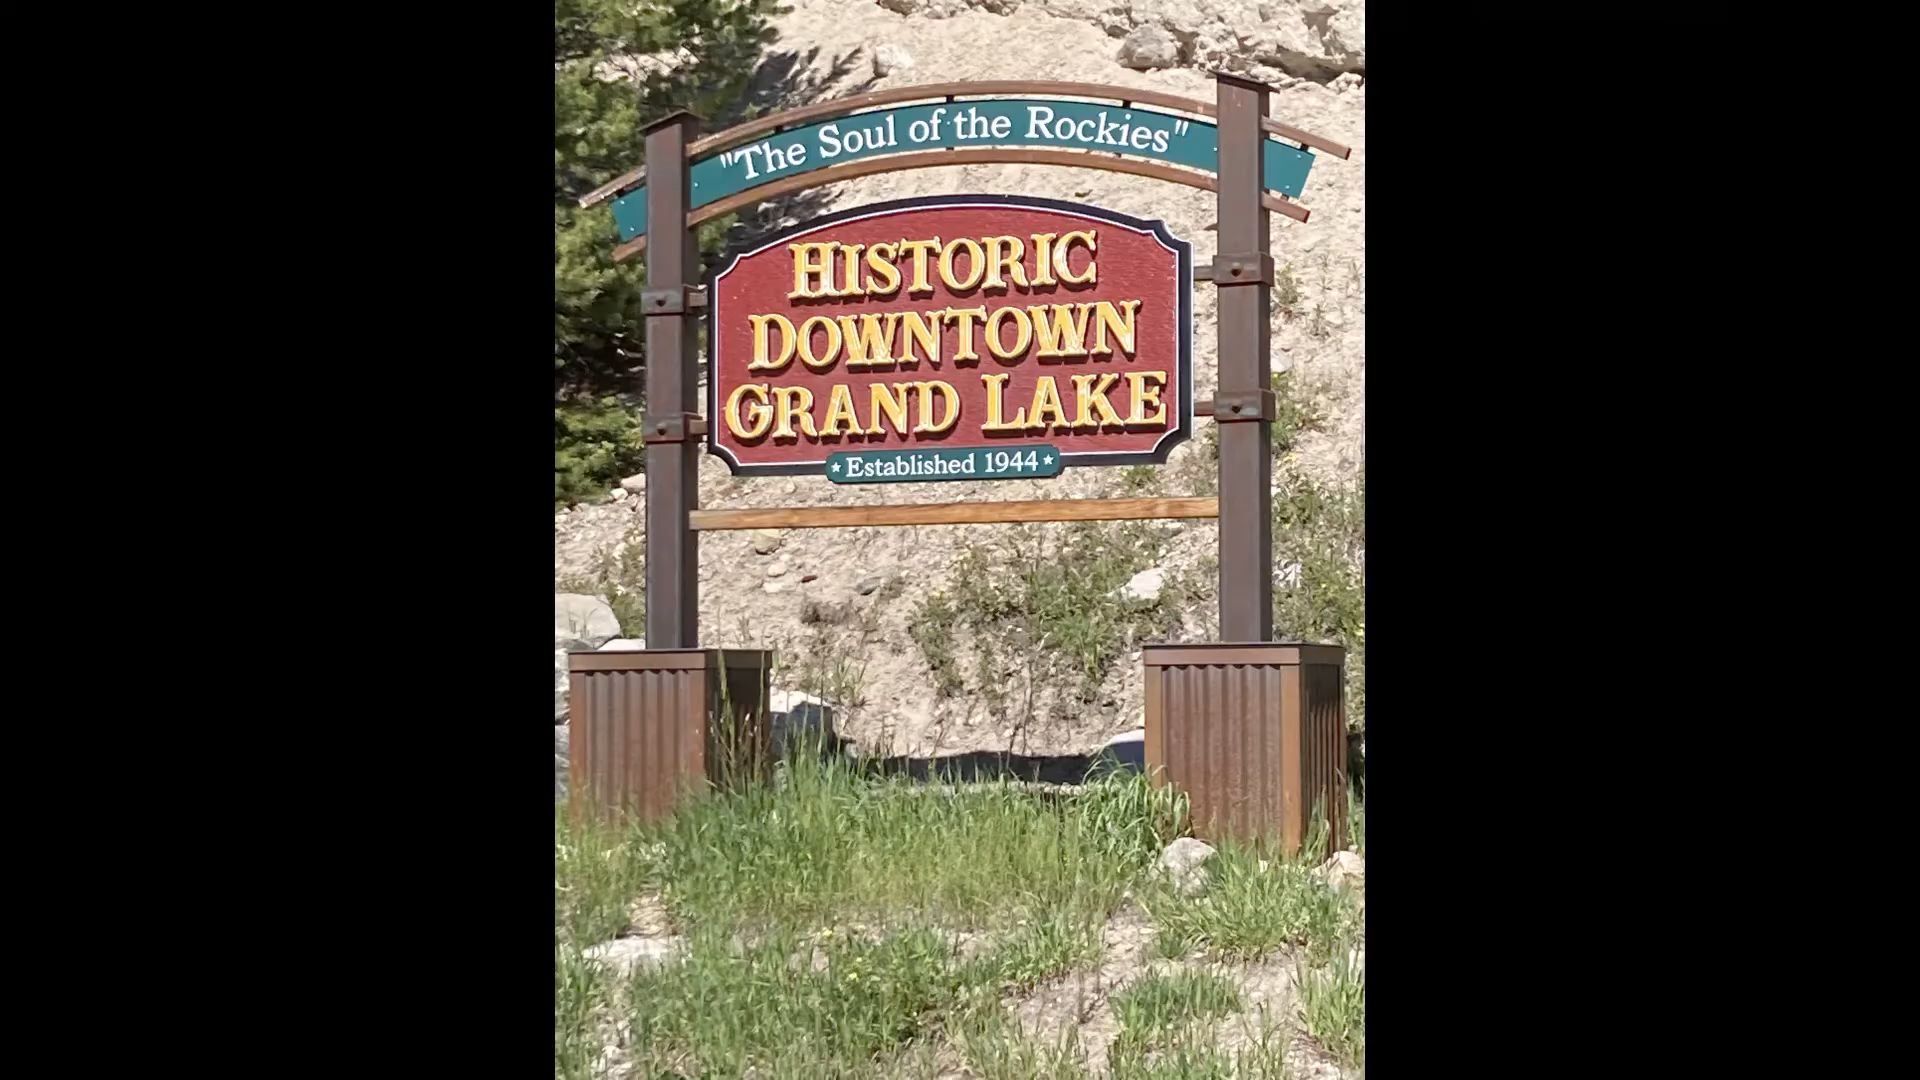 "The Soul of the Rockies"
HISTORIC
DOWNTOWN
GRAND LAKE
★ Established 1944 ★